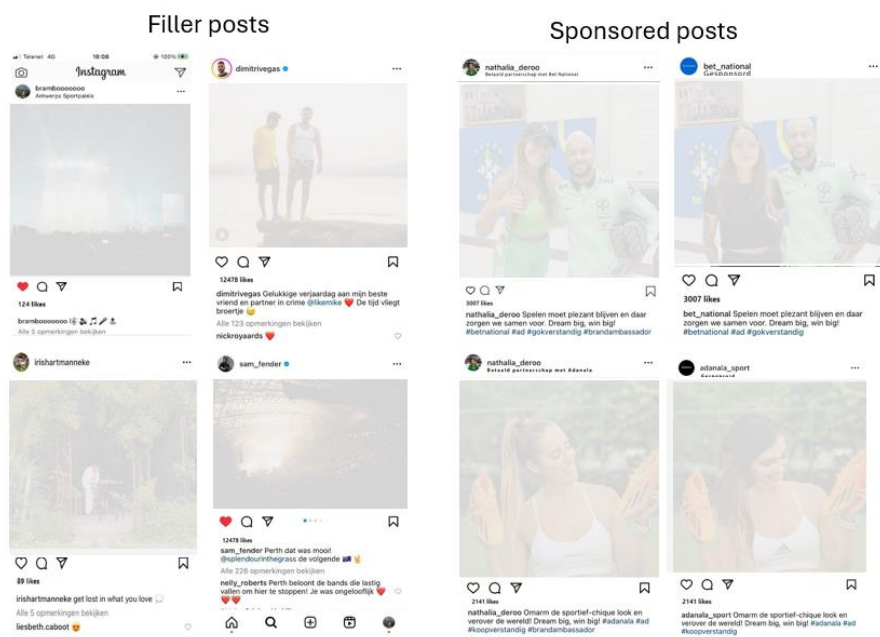 Filler posts
Telenet 4G 18:08 100%
Instagram
bramboooooooo
Antwerps Sportpaleis
124 likes
brambooooooooo
Alle 5 opmerkingen bekijken
dimitrivegas
12478 likes
dimitrivegas Gelukkige verjaardag aan mijn beste
vriend en partner in crime @likemike ❤️ De tijd vliegt
broertje
Alle 123 opmerkingen bekijken
nickroyaards ❤️
irishartmanneke
89 likes
irishartmanneke get lost in what you love
Alle 5 opmerkingen bekijken
liesbeth.caboot 😍
sam_fender
12478 likes
sam_fender Perth dat was mooi!
@splendourinthegrass de volgende
Alle 226 opmerkingen bekijken
nelly_roberts Perth beloont de bands die lastig
vallen om hier te stoppen! Je was ongelooflijk ❤️
❤️❤️
Sponsored posts
nathalia_deroo
Betaald partnerschap met Bet National
3007 likes
nathalia_deroo Spelen moet plezant blijven en daar
zorgen we samen voor. Dream big, win big!
#betnational #ad #gokverstandig #brandambassador
bet_national
Gesponsord
3007 likes
bet_national Spelen moet plezant blijven en daar
zorgen we samen voor. Dream big, win big!
#betnational #ad #gokverstandig
nathalia_deroo
Betaald partnerschap met Adanala
2141 likes
nathalia_deroo Omarm de sportief-chique look en
verover de wereld! Dream big, win big! #adanala #ad
#koopverstandig #brandambassador
adanala_sport
Gesponsord
2141 likes
adanala_sport Omarm de sportief-chique look en
verover de wereld! Dream big, win big! #adanala #ad
#koopverstandig